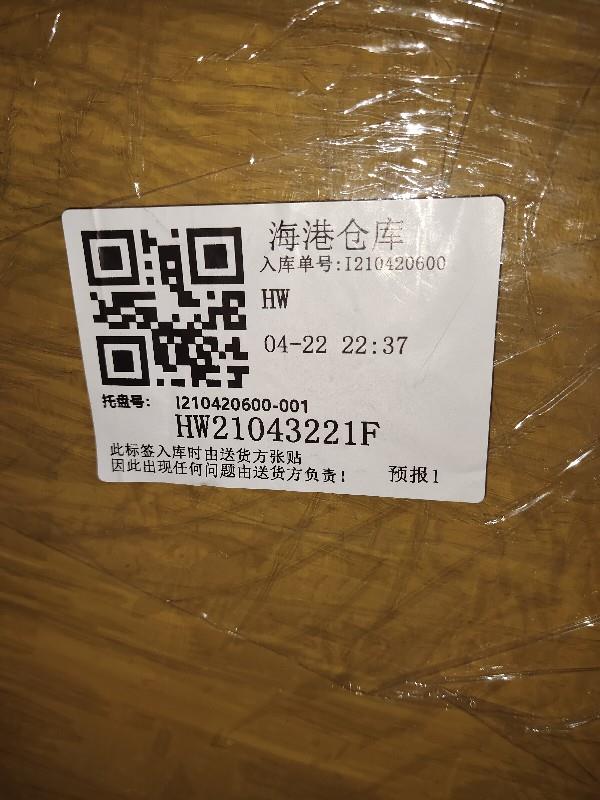 海港仓库
入库单号:I210420600
HW
04-22 22:37
托盘号: I210420600-001
HW21043221F
此标签入库时由送货方张贴
因此出现任何问题由送货方负责!
预报1